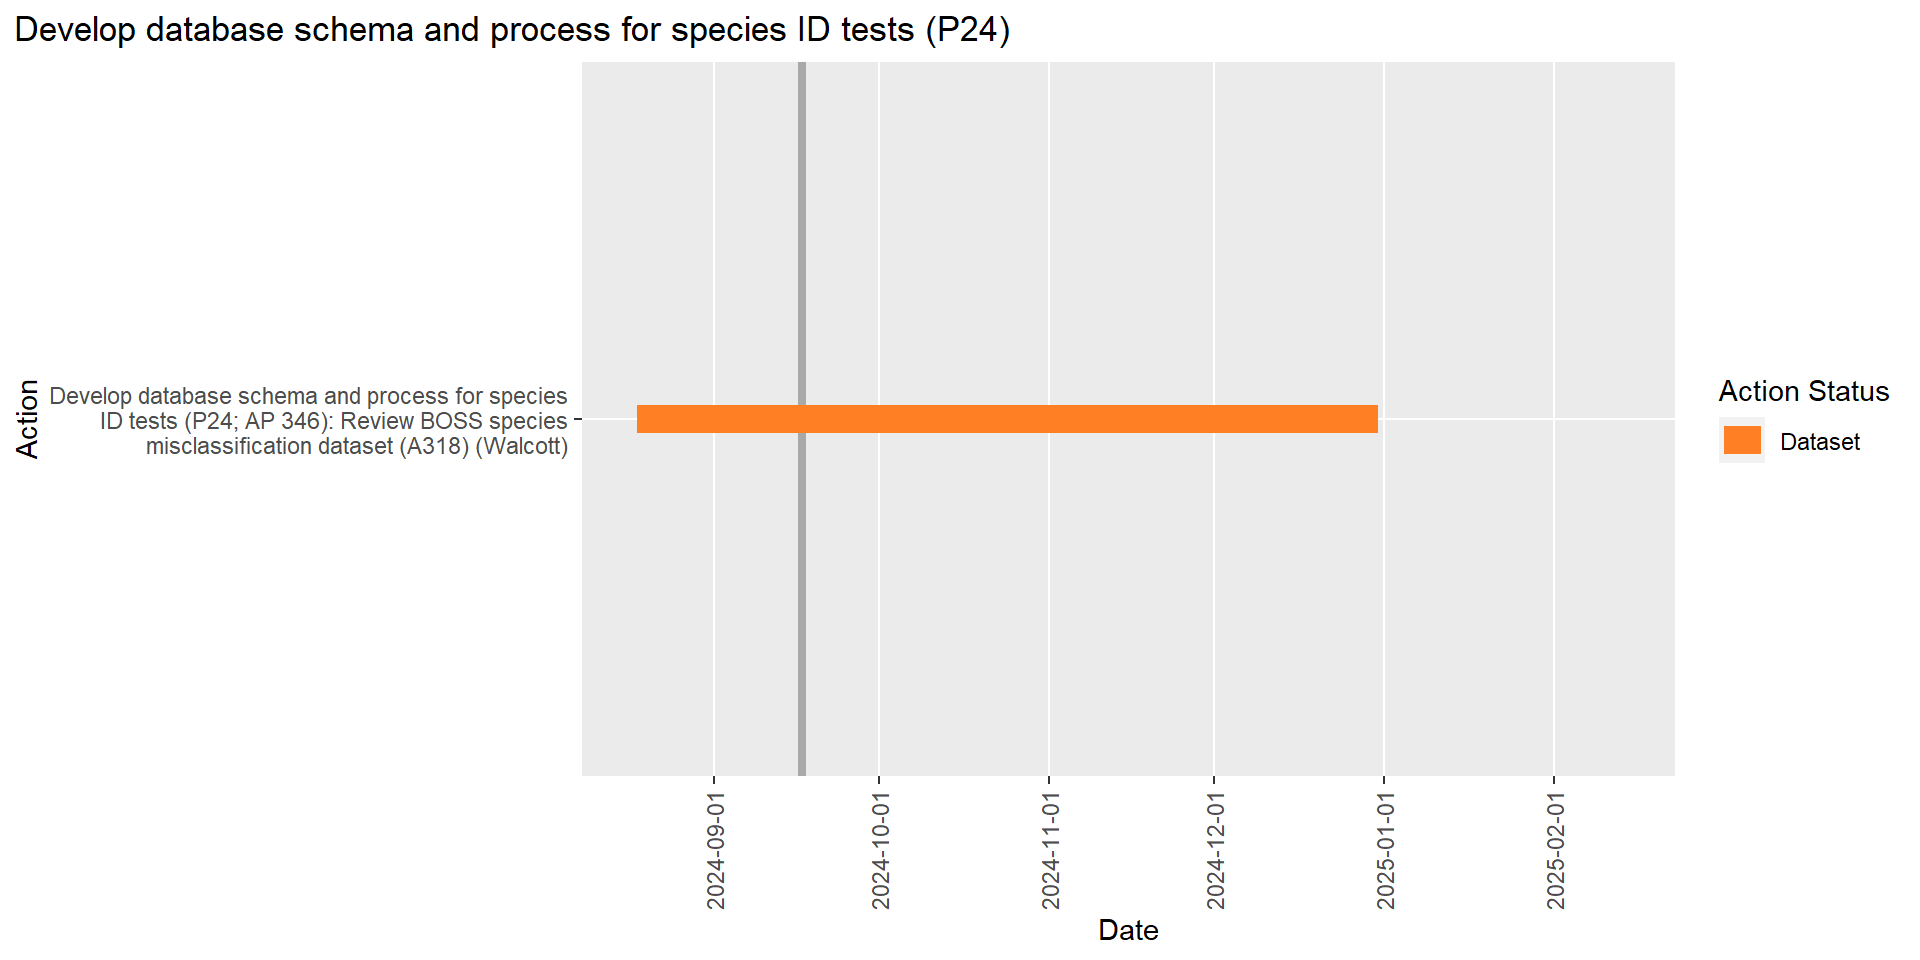 Develop database schema and process for species ID tests (P24)
Action
Develop database schema and process for species
ID tests (P24; AP 346): Review BOSS species
misclassification dataset (A318) (Walcott)
Action Status
Dataset
2024-09-01
2024-10-01
2024-11-01
2024-12-01
2025-01-01
2025-02-01
Date